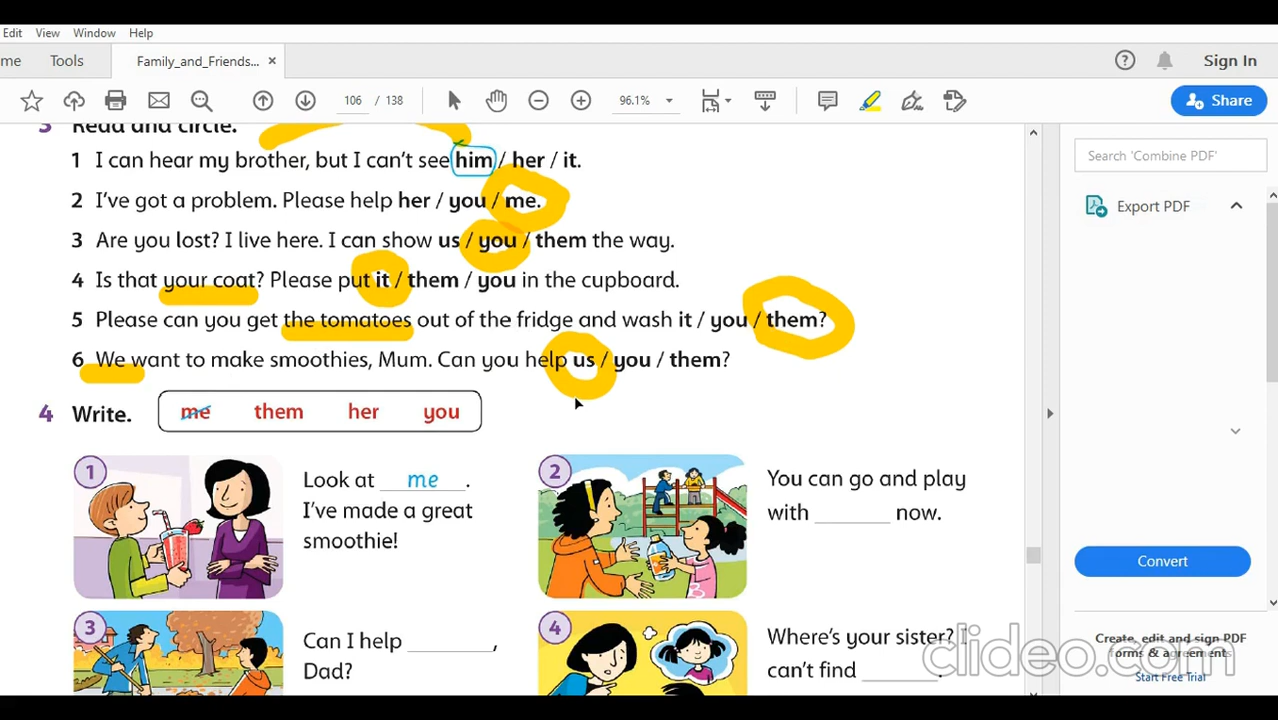 Edit View Window Help
me Tools Family_and_Friends... ×
106 / 138 96.1% Sign In Share
3 Read and circle.
1 I can hear my brother, but I can't see him / her / it.
2 I've got a problem. Please help her / you / me.
3 Are you lost? I live here. I can show us / you / them the way.
4 Is that your coat? Please put it / them / you in the cupboard.
5 Please can you get the tomatoes out of the fridge and wash it / you / them?
6 We want to make smoothies, Mum. Can you help us / you / them?
4 Write. me them her you
1
Look at me .
I've made a great
smoothie!
2
You can go and play
with ________ now.
3
Can I help ________,
Dad?
4
Where's your sister? I
can't find ________.
Search 'Combine PDF'
Export PDF
Convert
Create, edit and sign PDF
forms & agreements
Start Free Trial
clideo.com